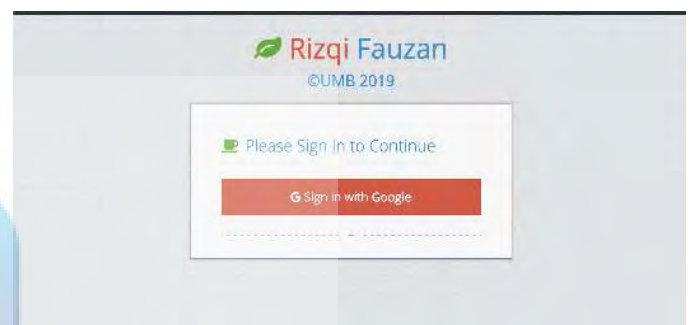 Rizqi Fauzan
©UMB 2019
Please Sign In to Continue
G Sign in with Google